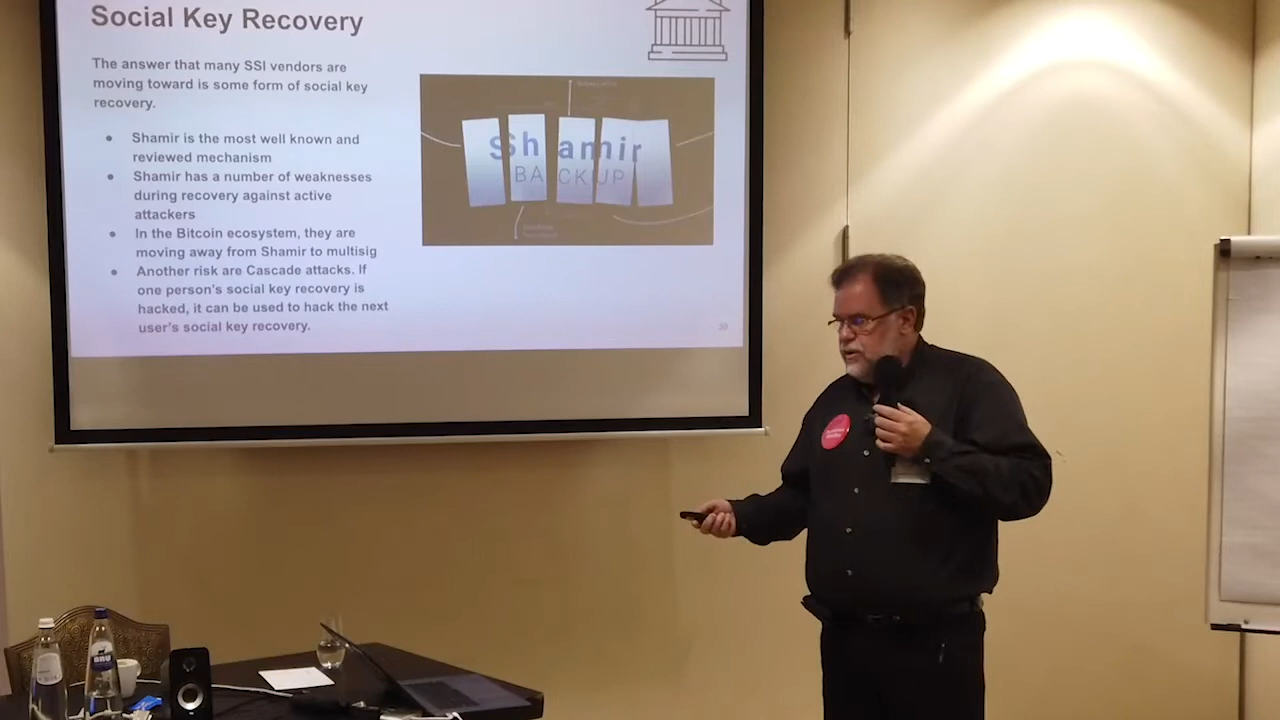 Social Key Recovery
The answer that many SSI vendors are
moving toward is some form of social key
recovery.
● Shamir is the most well known and
reviewed mechanism
● Shamir has a number of weaknesses
during recovery against active
attackers
● In the Bitcoin ecosystem, they are
moving away from Shamir to multisig
● Another risk are Cascade attacks. If
one person's social key recovery is
hacked, it can be used to hack the next
user's social key recovery.
Shamir
BACKUP
BRU